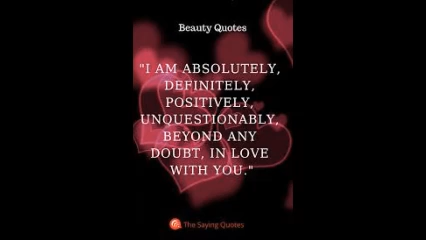 Beauty Quotes
"I AM ABSOLUTELY,
DEFINITELY,
POSITIVELY,
UNQUESTIONABLY,
BEYOND ANY
DOUBT, IN LOVE
WITH YOU."
The Saying Quotes